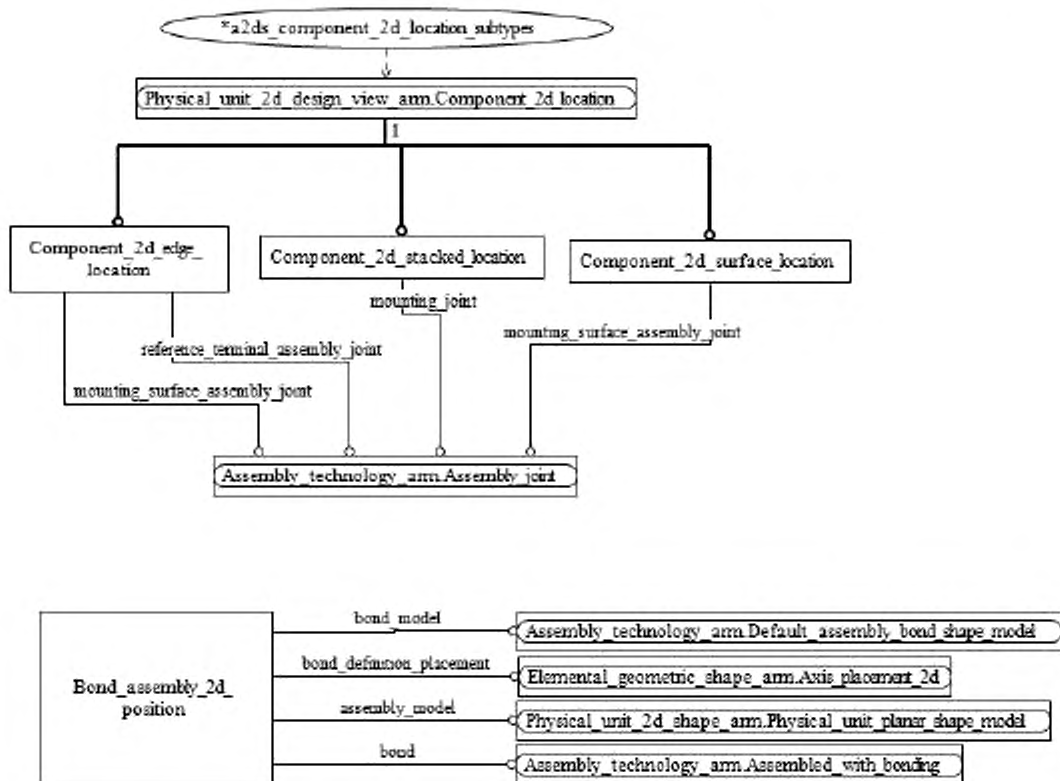 *a2ds_component_2d_location_subtypes
Physical_unit_2d_design_view_arm.Component_2d_location
1
Component_2d_edge_
location
Component_2d_stacked_location
Component_2d_surface_location
mounting_joint
mounting_surface_assembly_joint
reference_terminal_assembly_joint
mounting_surface_assembly_joint
Assembly_technology_arm.Assembly_joint
bond_model
Assembly_technology_arm.Default_assembly_bond_shape_model
bond_definition_placement
Elemental_geometric_shape_arm.Axis_placement_2d
Bond_assembly_2d_
position
assembly_model
Physical_unit_2d_shape_arm.Physical_unit_planar_shape_model
bond
Assembly_technology_arm.Assembled_with_bonding